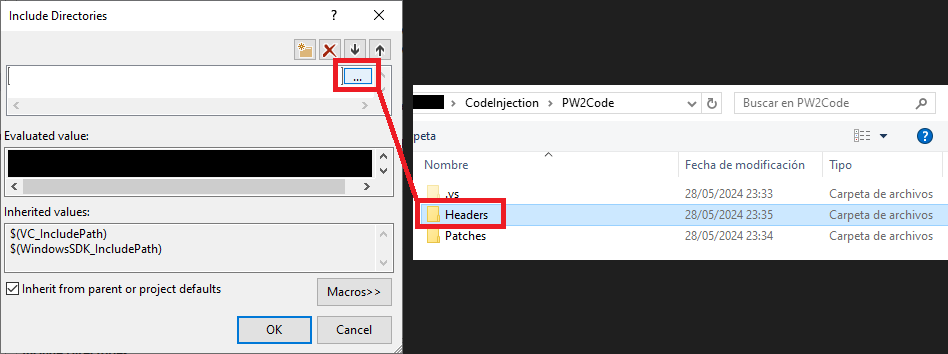 Include Directories
...
Evaluated value:
Inherited values:
$(VC_IncludePath)
$(WindowsSDK_IncludePath)
Inherit from parent or project defaults
Macros>>
OK
Cancel
CodeInjection > PW2Code
Buscar en PW2Code
rpeta
Nombre
Fecha de modificación
Tipo
.vs
28/05/2024 23:33
Carpeta de archivos
Headers
28/05/2024 23:35
Carpeta de archivos
Patches
28/05/2024 23:34
Carpeta de archivos